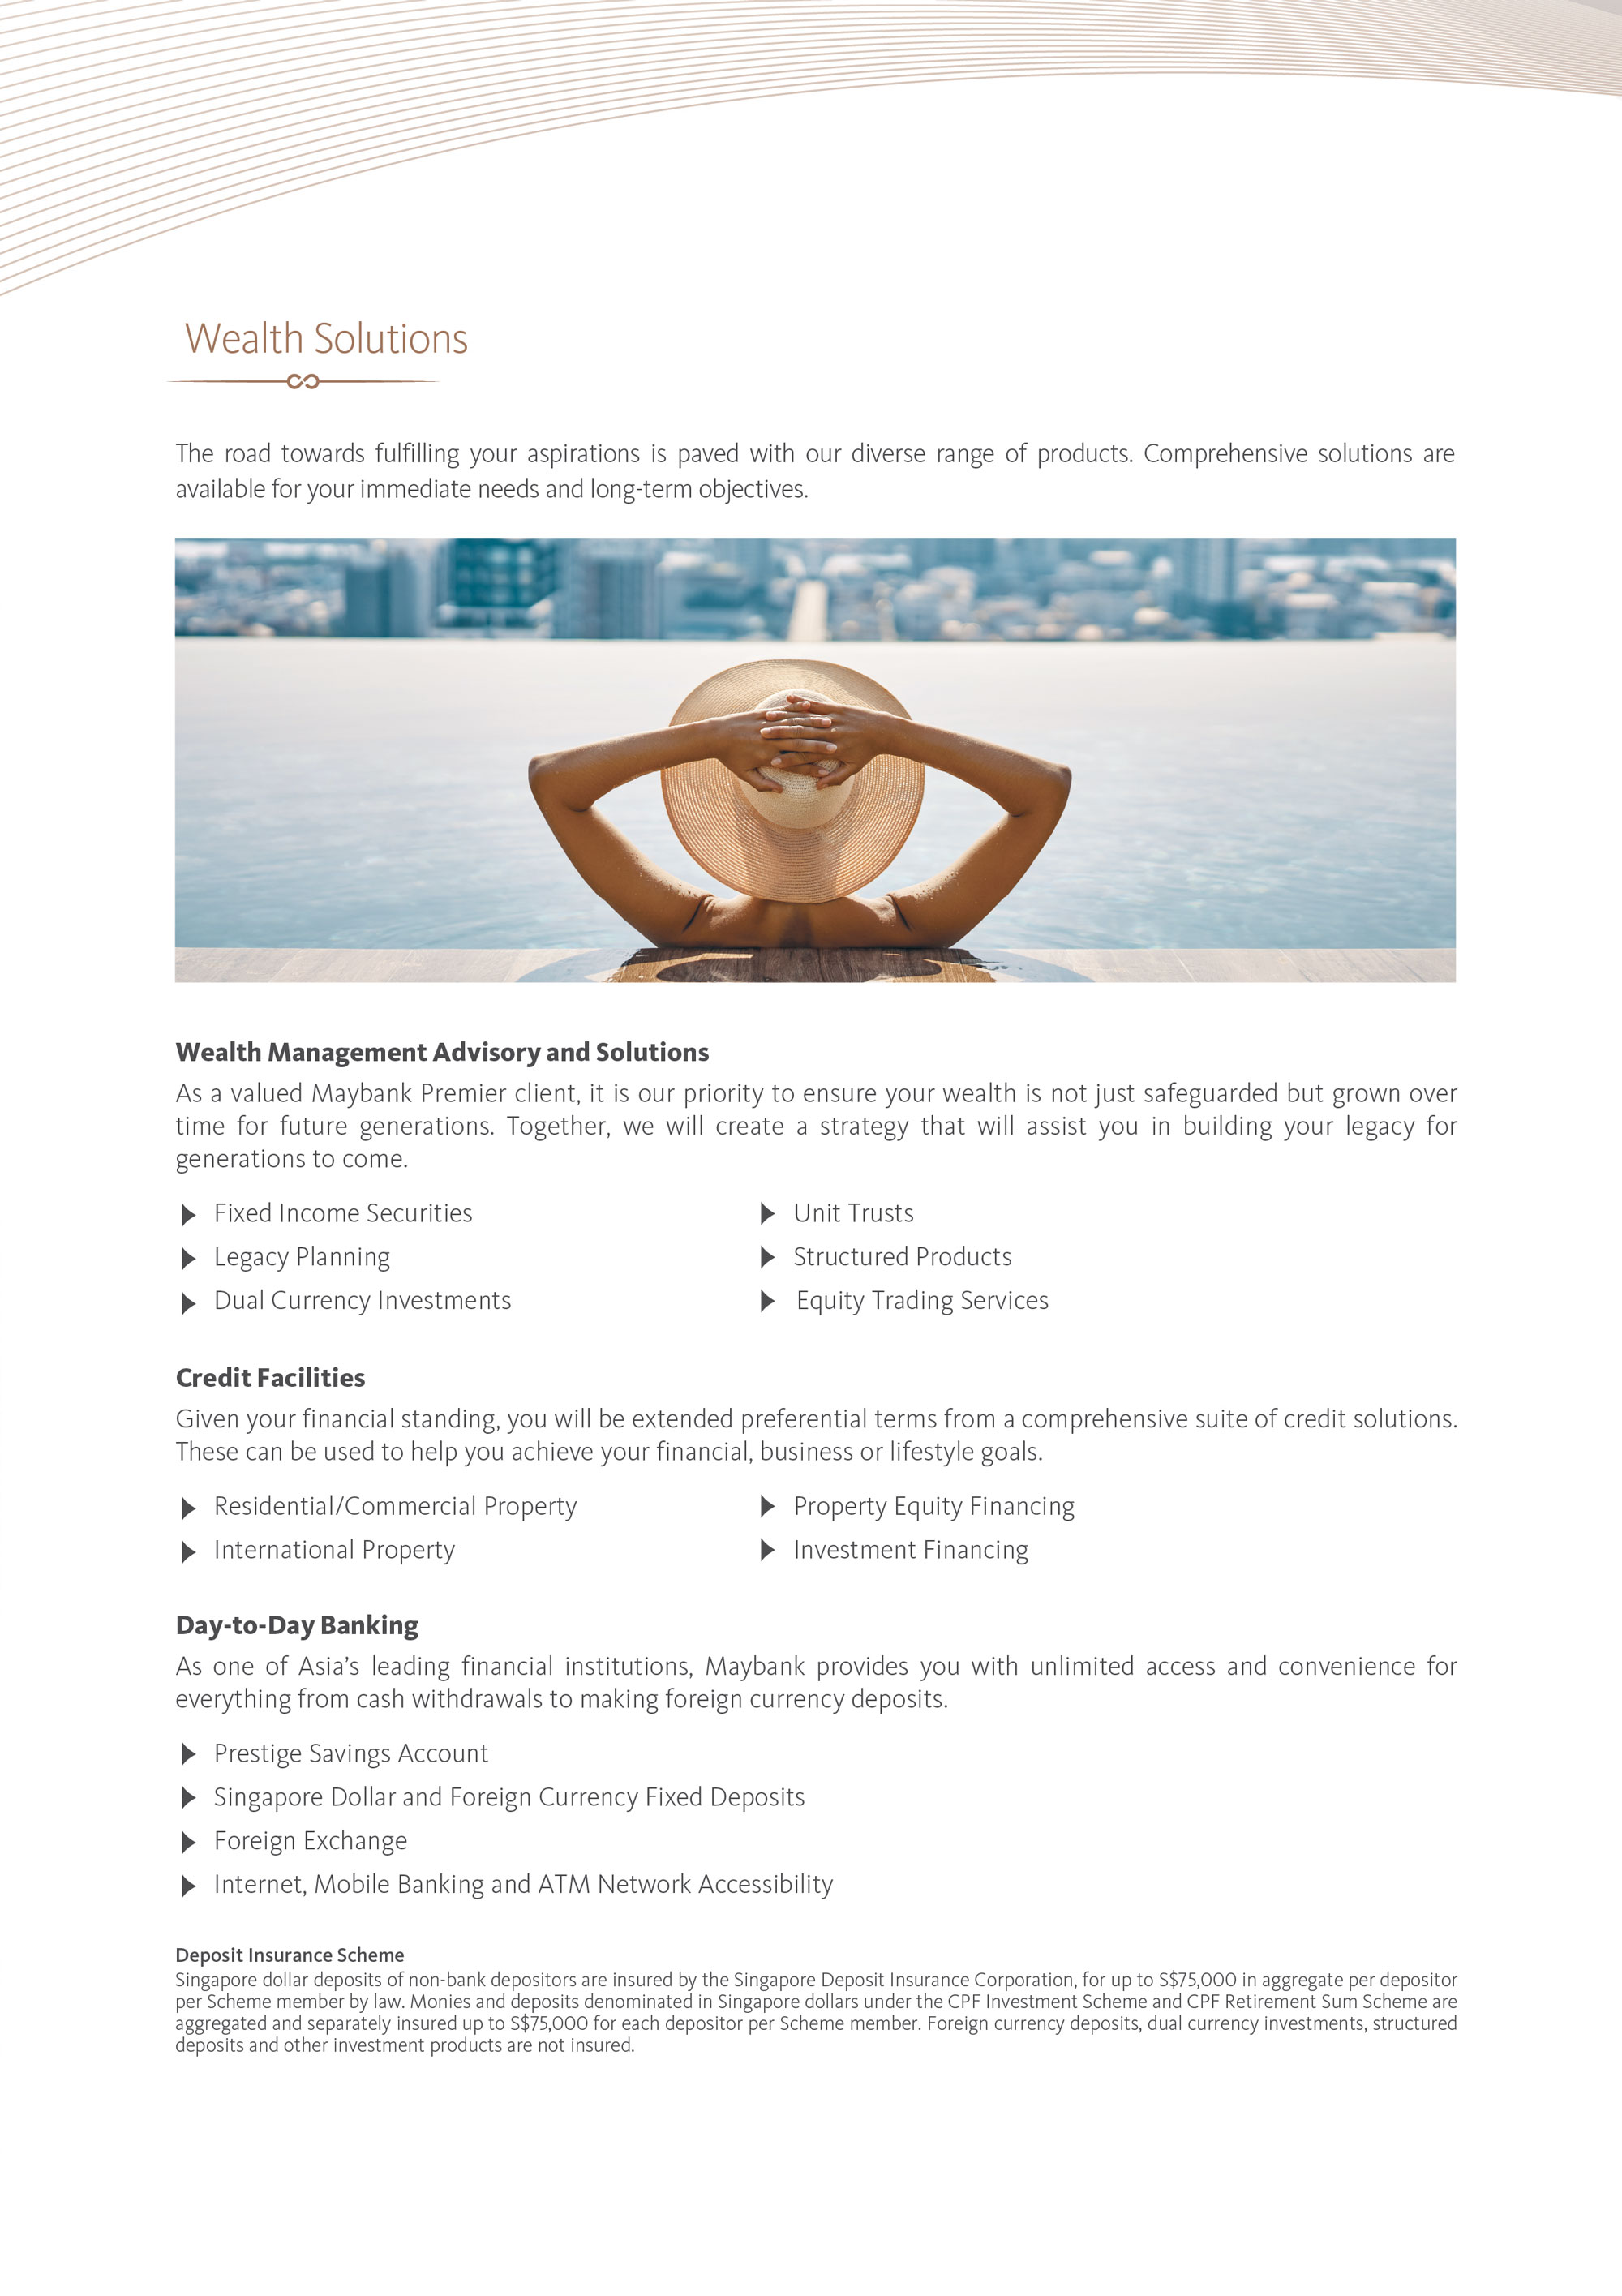 Wealth Solutions
The road towards fulfilling your aspirations is paved with our diverse range of products. Comprehensive solutions are
available for your immediate needs and long-term objectives.
Wealth Management Advisory and Solutions
As a valued Maybank Premier client, it is our priority to ensure your wealth is not just safeguarded but grown over
time for future generations. Together, we will create a strategy that will assist you in building your legacy for
generations to come.
Fixed Income Securities
Legacy Planning
Dual Currency Investments
Unit Trusts
Structured Products
Equity Trading Services
Credit Facilities
Given your financial standing, you will be extended preferential terms from a comprehensive suite of credit solutions.
These can be used to help you achieve your financial, business or lifestyle goals.
Residential/Commercial Property
International Property
Property Equity Financing
Investment Financing
Day-to-Day Banking
As one of Asia’s leading financial institutions, Maybank provides you with unlimited access and convenience for
everything from cash withdrawals to making foreign currency deposits.
Prestige Savings Account
Singapore Dollar and Foreign Currency Fixed Deposits
Foreign Exchange
Internet, Mobile Banking and ATM Network Accessibility
Deposit Insurance Scheme
Singapore dollar deposits of non-bank depositors are insured by the Singapore Deposit Insurance Corporation, for up to S$75,000 in aggregate per depositor
per Scheme member by law. Monies and deposits denominated in Singapore dollars under the CPF Investment Scheme and CPF Retirement Sum Scheme are
aggregated and separately insured up to S$75,000 for each depositor per Scheme member. Foreign currency deposits, dual currency investments, structured
deposits and other investment products are not insured.